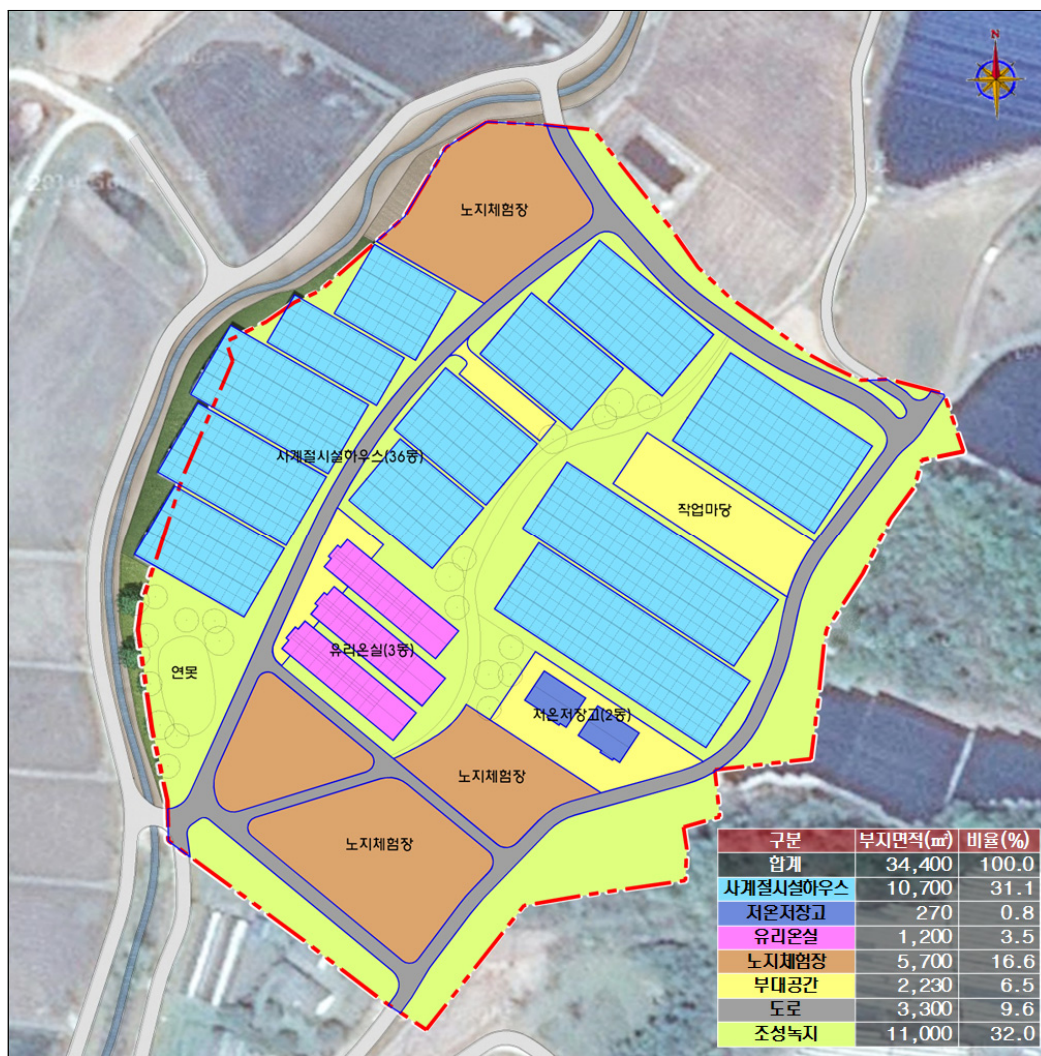 N
노지체험장
사계절시설하우스(36동)
작업마당
유리온실(3동)
연못
저온저장고(2동)
노지체험장
노지체험장
구분 부지면적(㎡) 비율(%)
합계 34,400 100.0
사계절시설하우스 10,700 31.1
저온저장고 270 0.8
유리온실 1,200 3.5
노지체험장 5,700 16.6
부대공간 2,230 6.5
도로 3,300 9.6
조성녹지 11,000 32.0